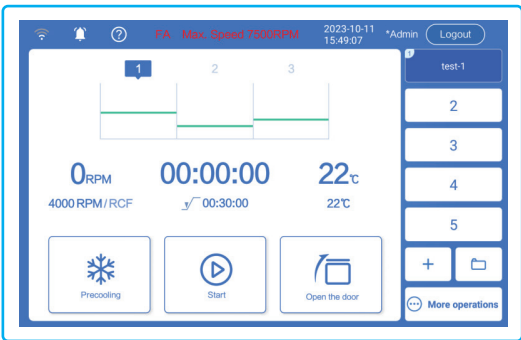 ?
FA Max. Speed 7500RPM
2023-10-11
15:49:07
*Admin
Logout
1
2
3
0RPM
00:00:00
22℃
4000 RPM/RCF
00:30:00
22℃
Precooling
Start
Open the door
1
test-1
2
3
4
5
+
More operations